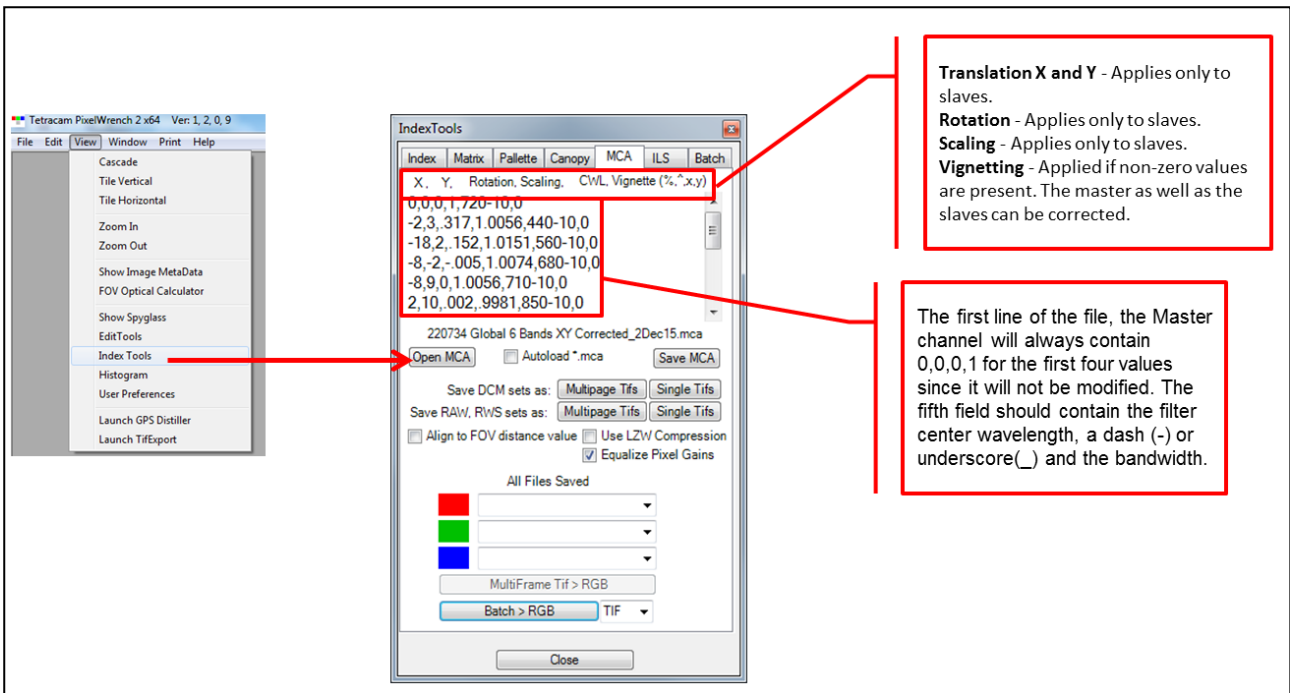 Tetracam PixelWrench 2 x64 Ver: 1, 2, 0, 9
File Edit View Window Print Help
Cascade
Tile Vertical
Tile Horizontal
Zoom In
Zoom Out
Show Image MetaData
FOV Optical Calculator
Show Spyglass
EditTools
Index Tools
Histogram
User Preferences
Launch GPS Distiller
Launch TifExport
IndexTools
Index Matrix Pallette Canopy MCA ILS Batch
X, Y, Rotation, Scaling, CWL, Vignette (%,^,x,y)
0,0,0,1,720-10,0
-2,3,.317,1.0056,440-10,0
-18,2,.152,1.0151,560-10,0
-8,-2,-.005,1.0074,680-10,0
-8,9,0,1.0056,710-10,0
2,10,.002,.9981,850-10,0
220734 Global 6 Bands XY Corrected_2Dec15.mca
Open MCA Autoload *.mca Save MCA
Save DCM sets as: Multipage Tifs Single Tifs
Save RAW, RWS sets as: Multipage Tifs Single Tifs
Align to FOV distance value Use LZW Compression
Equalize Pixel Gains
All Files Saved
MultiFrame Tif > RGB
Batch > RGB TIF
Close
Translation X and Y - Applies only to
slaves.
Rotation - Applies only to slaves.
Scaling - Applies only to slaves.
Vignetting - Applied if non-zero values
are present. The master as well as the
slaves can be corrected.
The first line of the file, the Master
channel will always contain
0,0,0,1 for the first four values
since it will not be modified. The
fifth field should contain the filter
center wavelength, a dash (-) or
underscore(_) and the bandwidth.